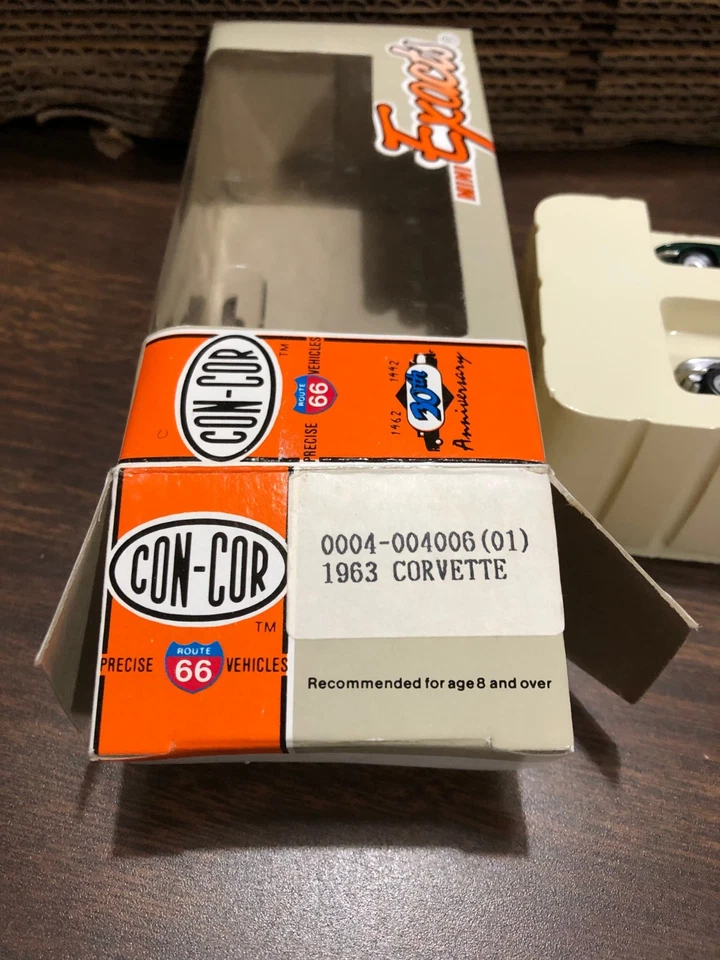 MINI Exacts®
CON-COR
TM
PRECISE ROUTE 66 VEHICLES
1962 1992
30th
Anniversary
CON-COR
TM
PRECISE ROUTE 66 VEHICLES
0004-004006(01)
1963 CORVETTE
Recommended for age 8 and over